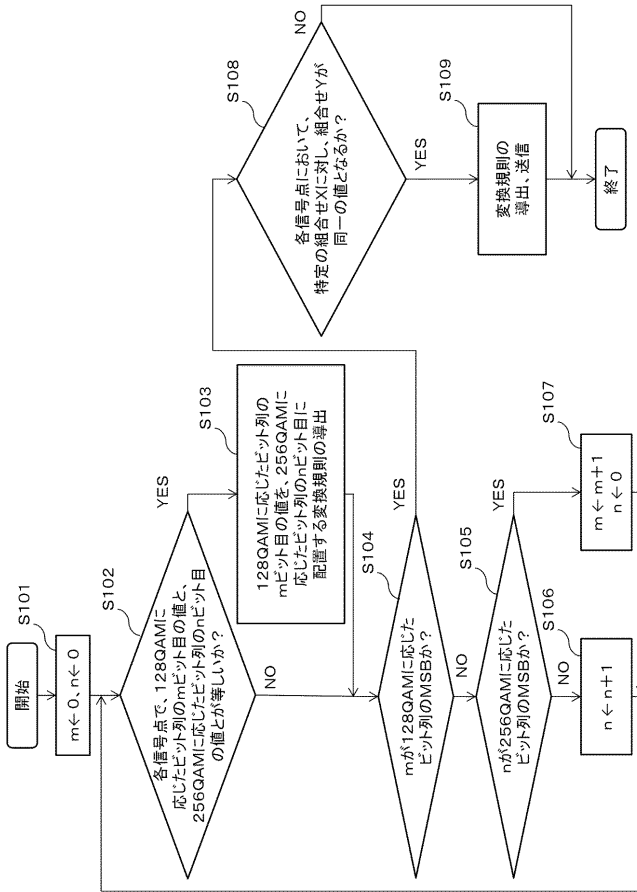 開始
S101
m←0、n←0
S102
各信号点で、128QAMに
応じたビット列のmビット目の値と、
256QAMに応じたビット列のnビット目
の値とが等しいか？
YES
NO
S103
128QAMに応じたビット列の
mビット目の値を、256QAMに
応じたビット列のnビット目に
配置する変換規則の導出
S104
mが128QAMに応じた
ビット列のMSBか？
YES
NO
S105
nが256QAMに応じた
ビット列のMSBか？
YES
NO
S106
n←n+1
S107
m←m+1
n←0
S108
各信号点において、
特定の組合せXに対し、組合せYが
同一の値となるか？
NO
YES
S109
変換規則の
導出、送信
終了